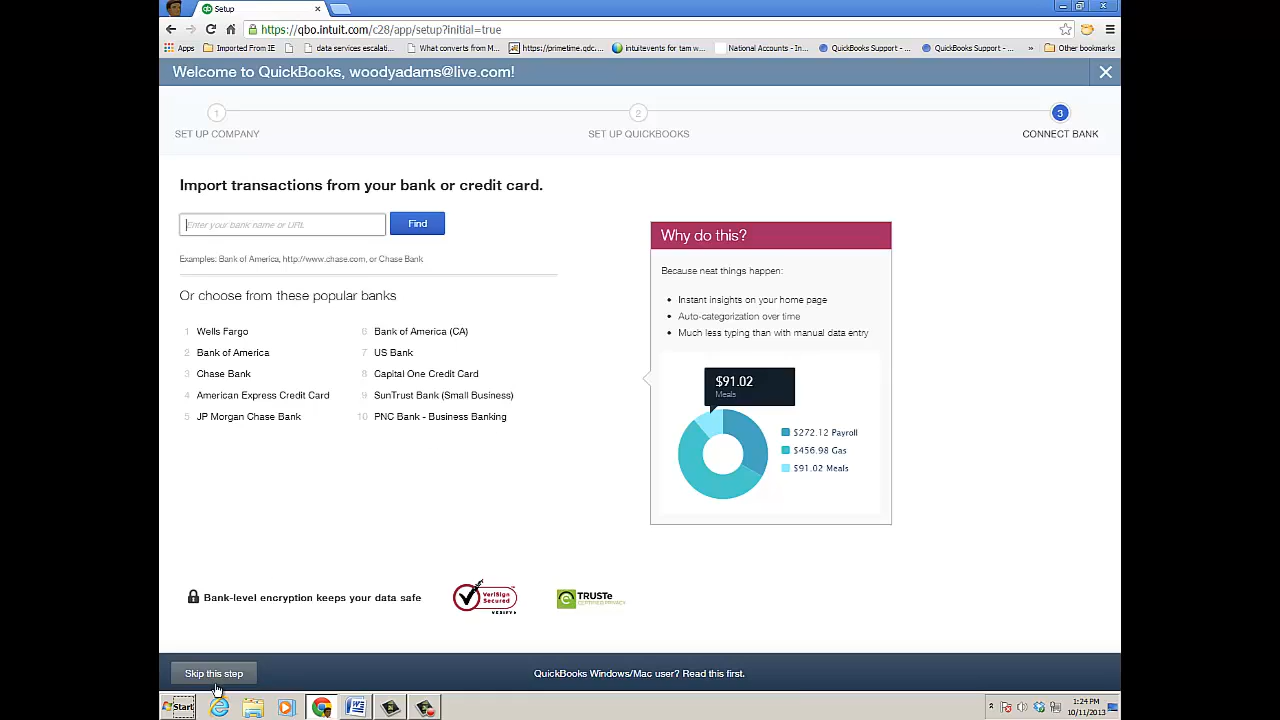 Setup
https://qbo.intuit.com/c28/app/setup?initial=true
Apps
Imported From IE
data services escalati...
What converts from M...
https://primetime.qdc....
intuitevents for tam w...
National Accounts - In...
QuickBooks Support - ...
QuickBooks Support - ...
»
Other bookmarks
Welcome to QuickBooks, woodyadams@live.com!
1
2
3
SET UP COMPANY
SET UP QUICKBOOKS
CONNECT BANK
Import transactions from your bank or credit card.
Enter your bank name or URL
Find
Examples: Bank of America, http://www.chase.com, or Chase Bank
Or choose from these popular banks
1 Wells Fargo
2 Bank of America
3 Chase Bank
4 American Express Credit Card
5 JP Morgan Chase Bank
6 Bank of America (CA)
7 US Bank
8 Capital One Credit Card
9 SunTrust Bank (Small Business)
10 PNC Bank - Business Banking
Why do this?
Because neat things happen:
• Instant insights on your home page
• Auto-categorization over time
• Much less typing than with manual data entry
$91.02
Meals
$272.12 Payroll
$456.98 Gas
$91.02 Meals
Bank-level encryption keeps your data safe
VeriSign
Secured
VERIFY
TRUSTe
CERTIFIED PRIVACY
Skip this step
QuickBooks Windows/Mac user? Read this first.
Start
1:24 PM
10/11/2013